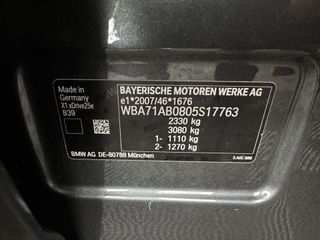 Made in
Germany
X1 xDrive25e
B39
BAYERISCHE MOTOREN WERKE AG
e1*2007/46*1676
WBA71AB0805S17763
2330 kg
3080 kg
1- 1110 kg
2- 1270 kg
BMW AG DE-80788 München